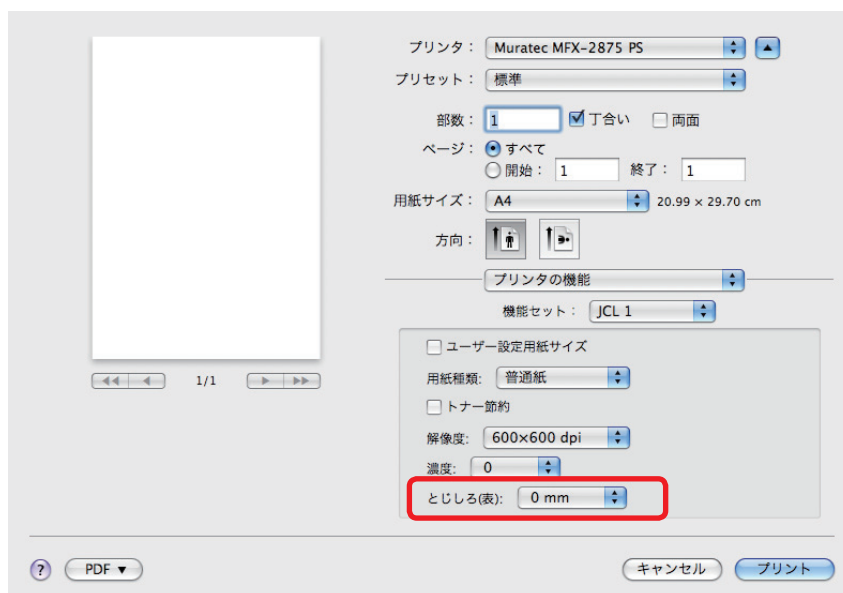 プリンタ： Muratec MFX-2875 PS
プリセット： 標準
部数： 1 丁合い 両面
ページ： すべて
開始： 1 終了： 1
用紙サイズ： A4 20.99 × 29.70 cm
方向：
プリンタの機能
機能セット： JCL 1
ユーザー設定用紙サイズ
1/1
用紙種類: 普通紙
トナー節約
解像度: 600×600 dpi
濃度: 0
とじしろ(表): 0 mm
? PDF ▼ キャンセル プリント